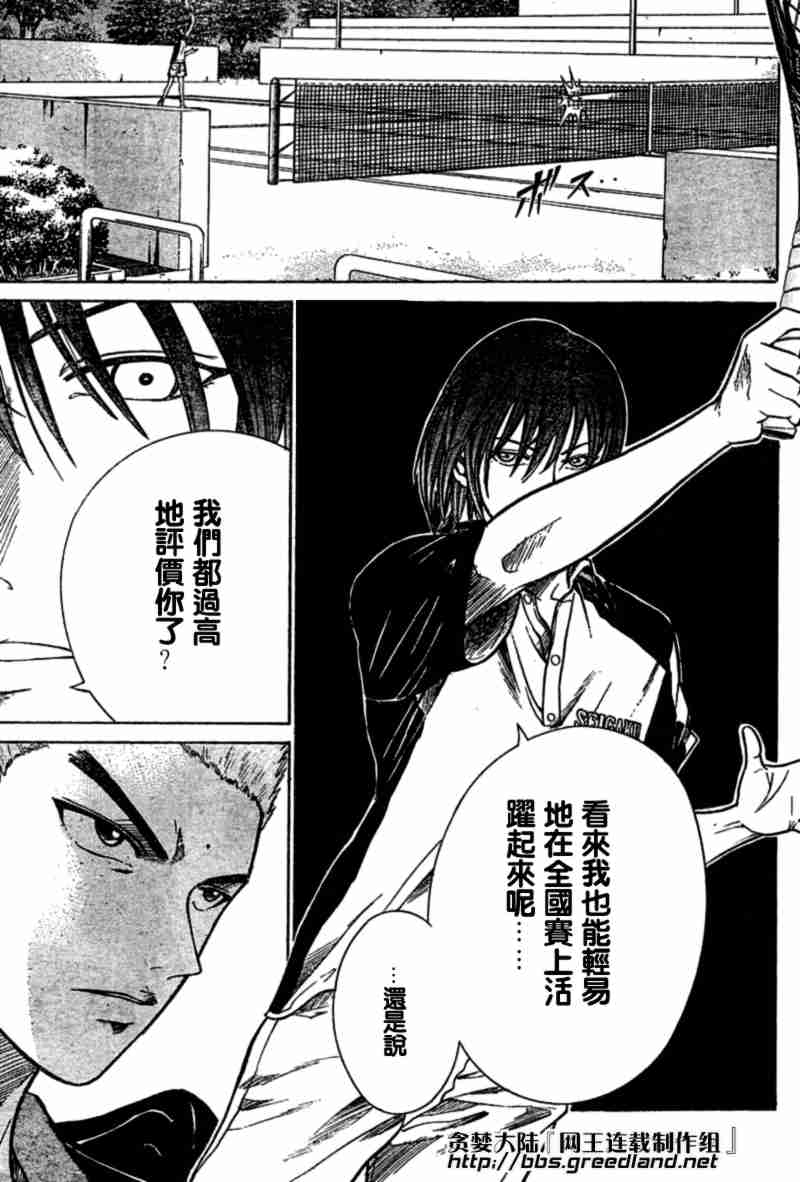 ボス‥
看來我也能輕易
地在全國賽上活
躍起來呢……
…還是說
我們都過高
地評價你了?
SEIGAKU
贪婪大陆『网王连载制作组』
http://bbs.greedland.net